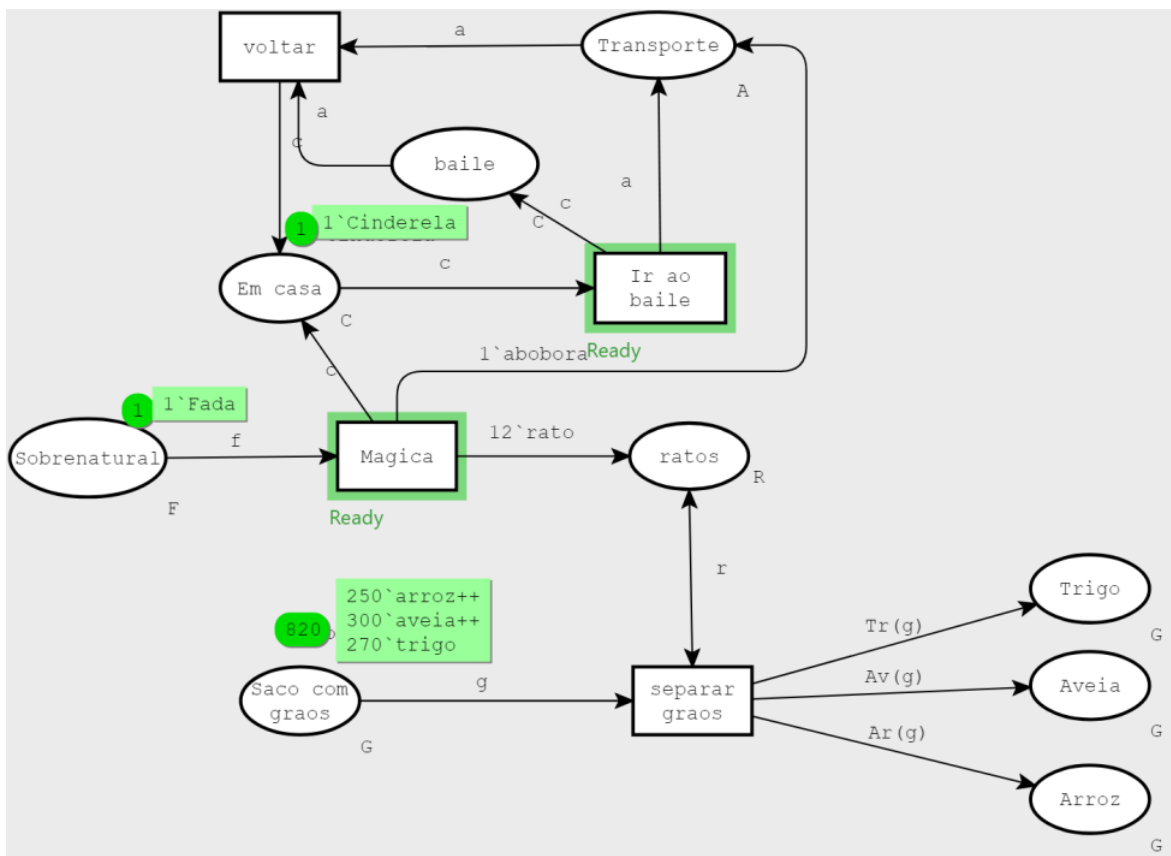 voltar
a
Transporte
A
a
c
baile
a
c
C
1
1`Cinderela
Em casa
C
c
Ir ao
baile
Ready
1`abobora
c
1
1`Fada
Sobrenatural
F
f
Magica
Ready
12`rato
ratos
R
r
820
250`arroz++
300`aveia++
270`trigo
Saco com
graos
G
g
separar
graos
Tr(g)
Trigo
G
Av(g)
Aveia
G
Ar(g)
Arroz
G